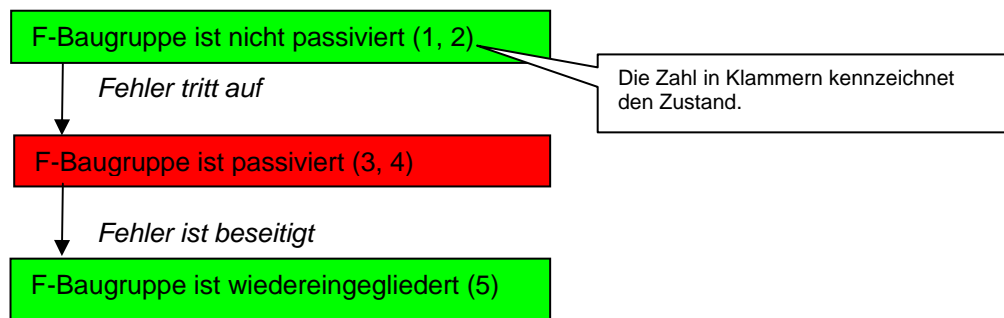 F-Baugruppe ist nicht passiviert (1, 2)
Die Zahl in Klammern kennzeichnet
den Zustand.
Fehler tritt auf
F-Baugruppe ist passiviert (3, 4)
Fehler ist beseitigt
F-Baugruppe ist wiedereingegliedert (5)